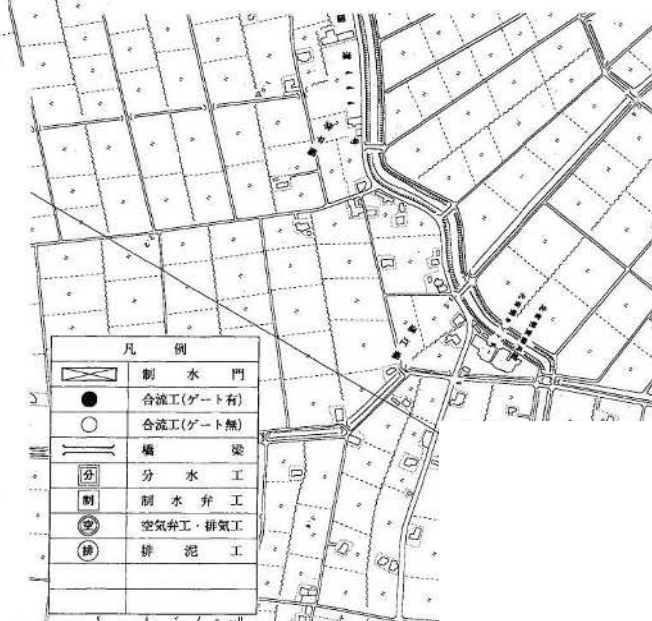 凡 例
制 水 門
合流工(ゲート有)
合流工(ゲート無)
橋 梁
分 分 水 工
制 制 水 弁 工
空 空気弁工・排気工
排 排 泥 工